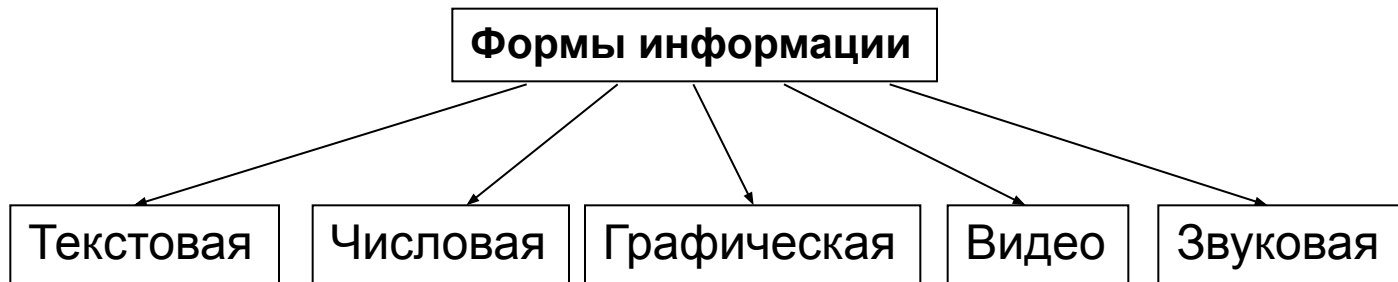 Формы информации
Текстовая
Числовая
Графическая
Видео
Звуковая